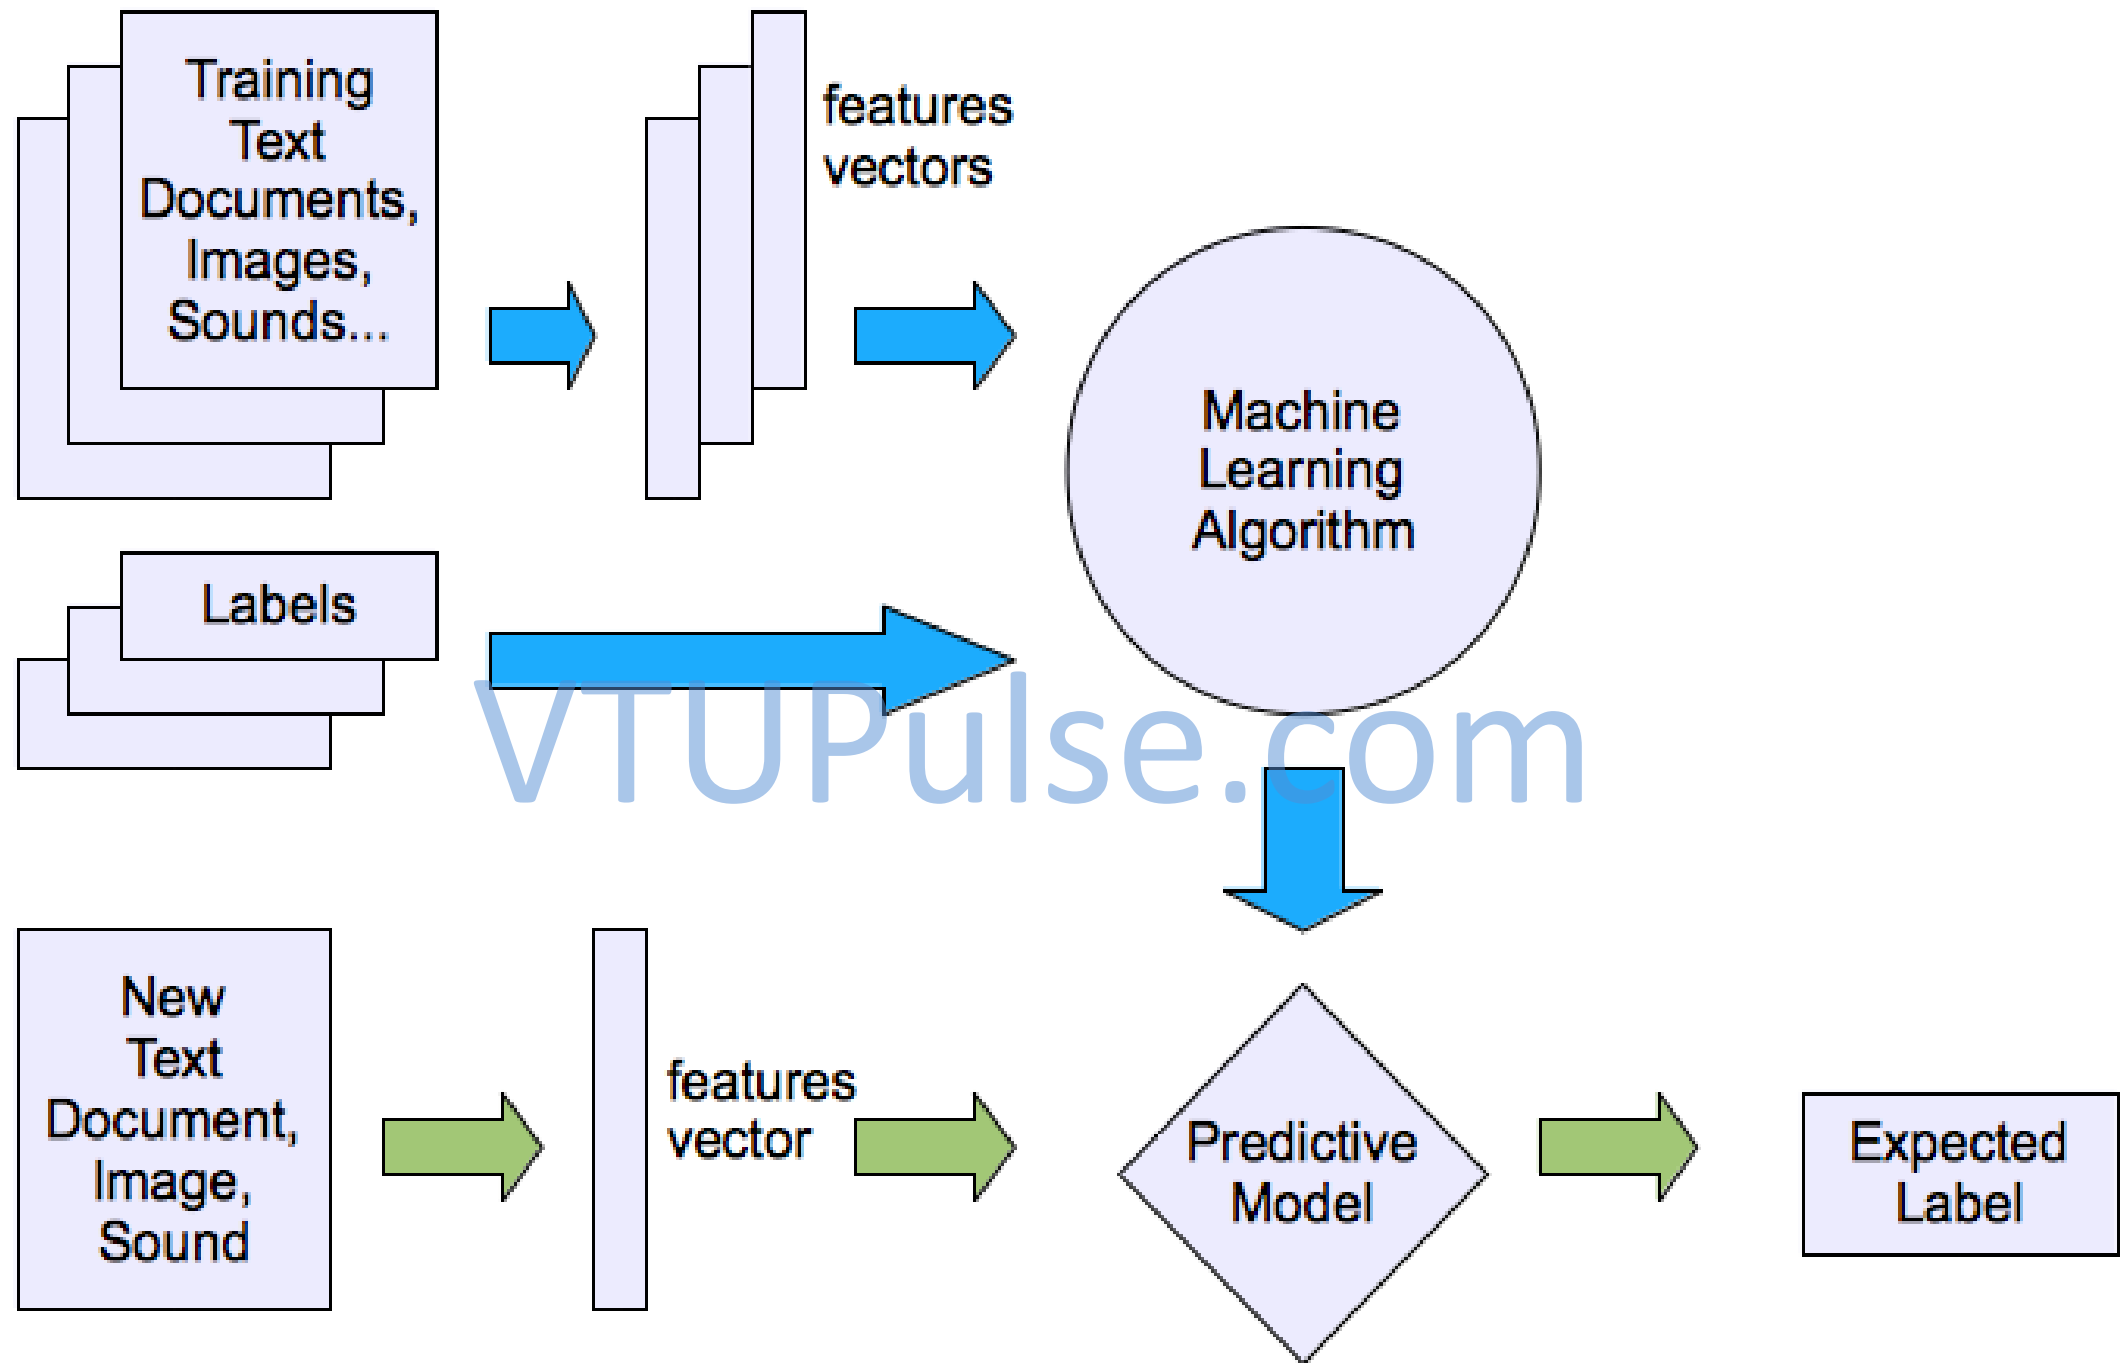 Training
Text
Documents,
Images,
Sounds...
features
vectors
Machine
Learning
Algorithm
Labels
VTUPulse.com
New
Text
Document,
Image,
Sound
features
vector
Predictive
Model
Expected
Label